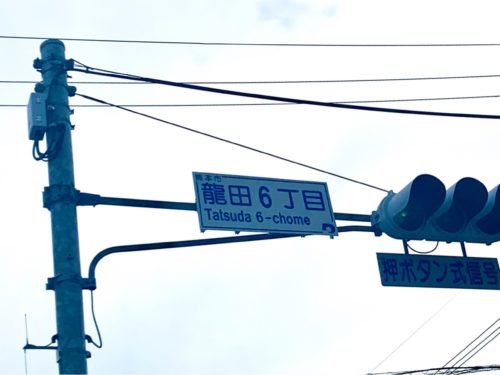 熊本市
龍田6丁目
Tatsuda 6-chome
押ボタン式信号